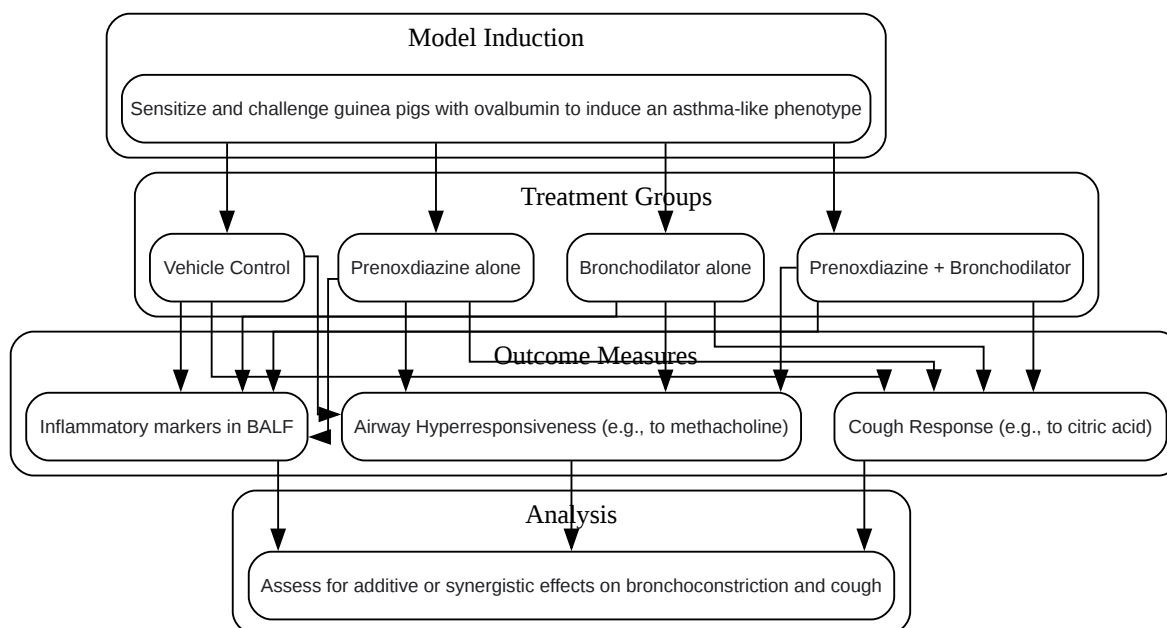 Model Induction
Sensitize and challenge guinea pigs with ovalbumin to induce an asthma-like phenotype
Treatment Groups
Vehicle Control
Prenoxdiazine alone
Bronchodilator alone
Prenoxdiazine + Bronchodilator
Outcome Measures
Inflammatory markers in BALF
Airway Hyperresponsiveness (e.g., to methacholine)
Cough Response (e.g., to citric acid)
Analysis
Assess for additive or synergistic effects on bronchoconstriction and cough